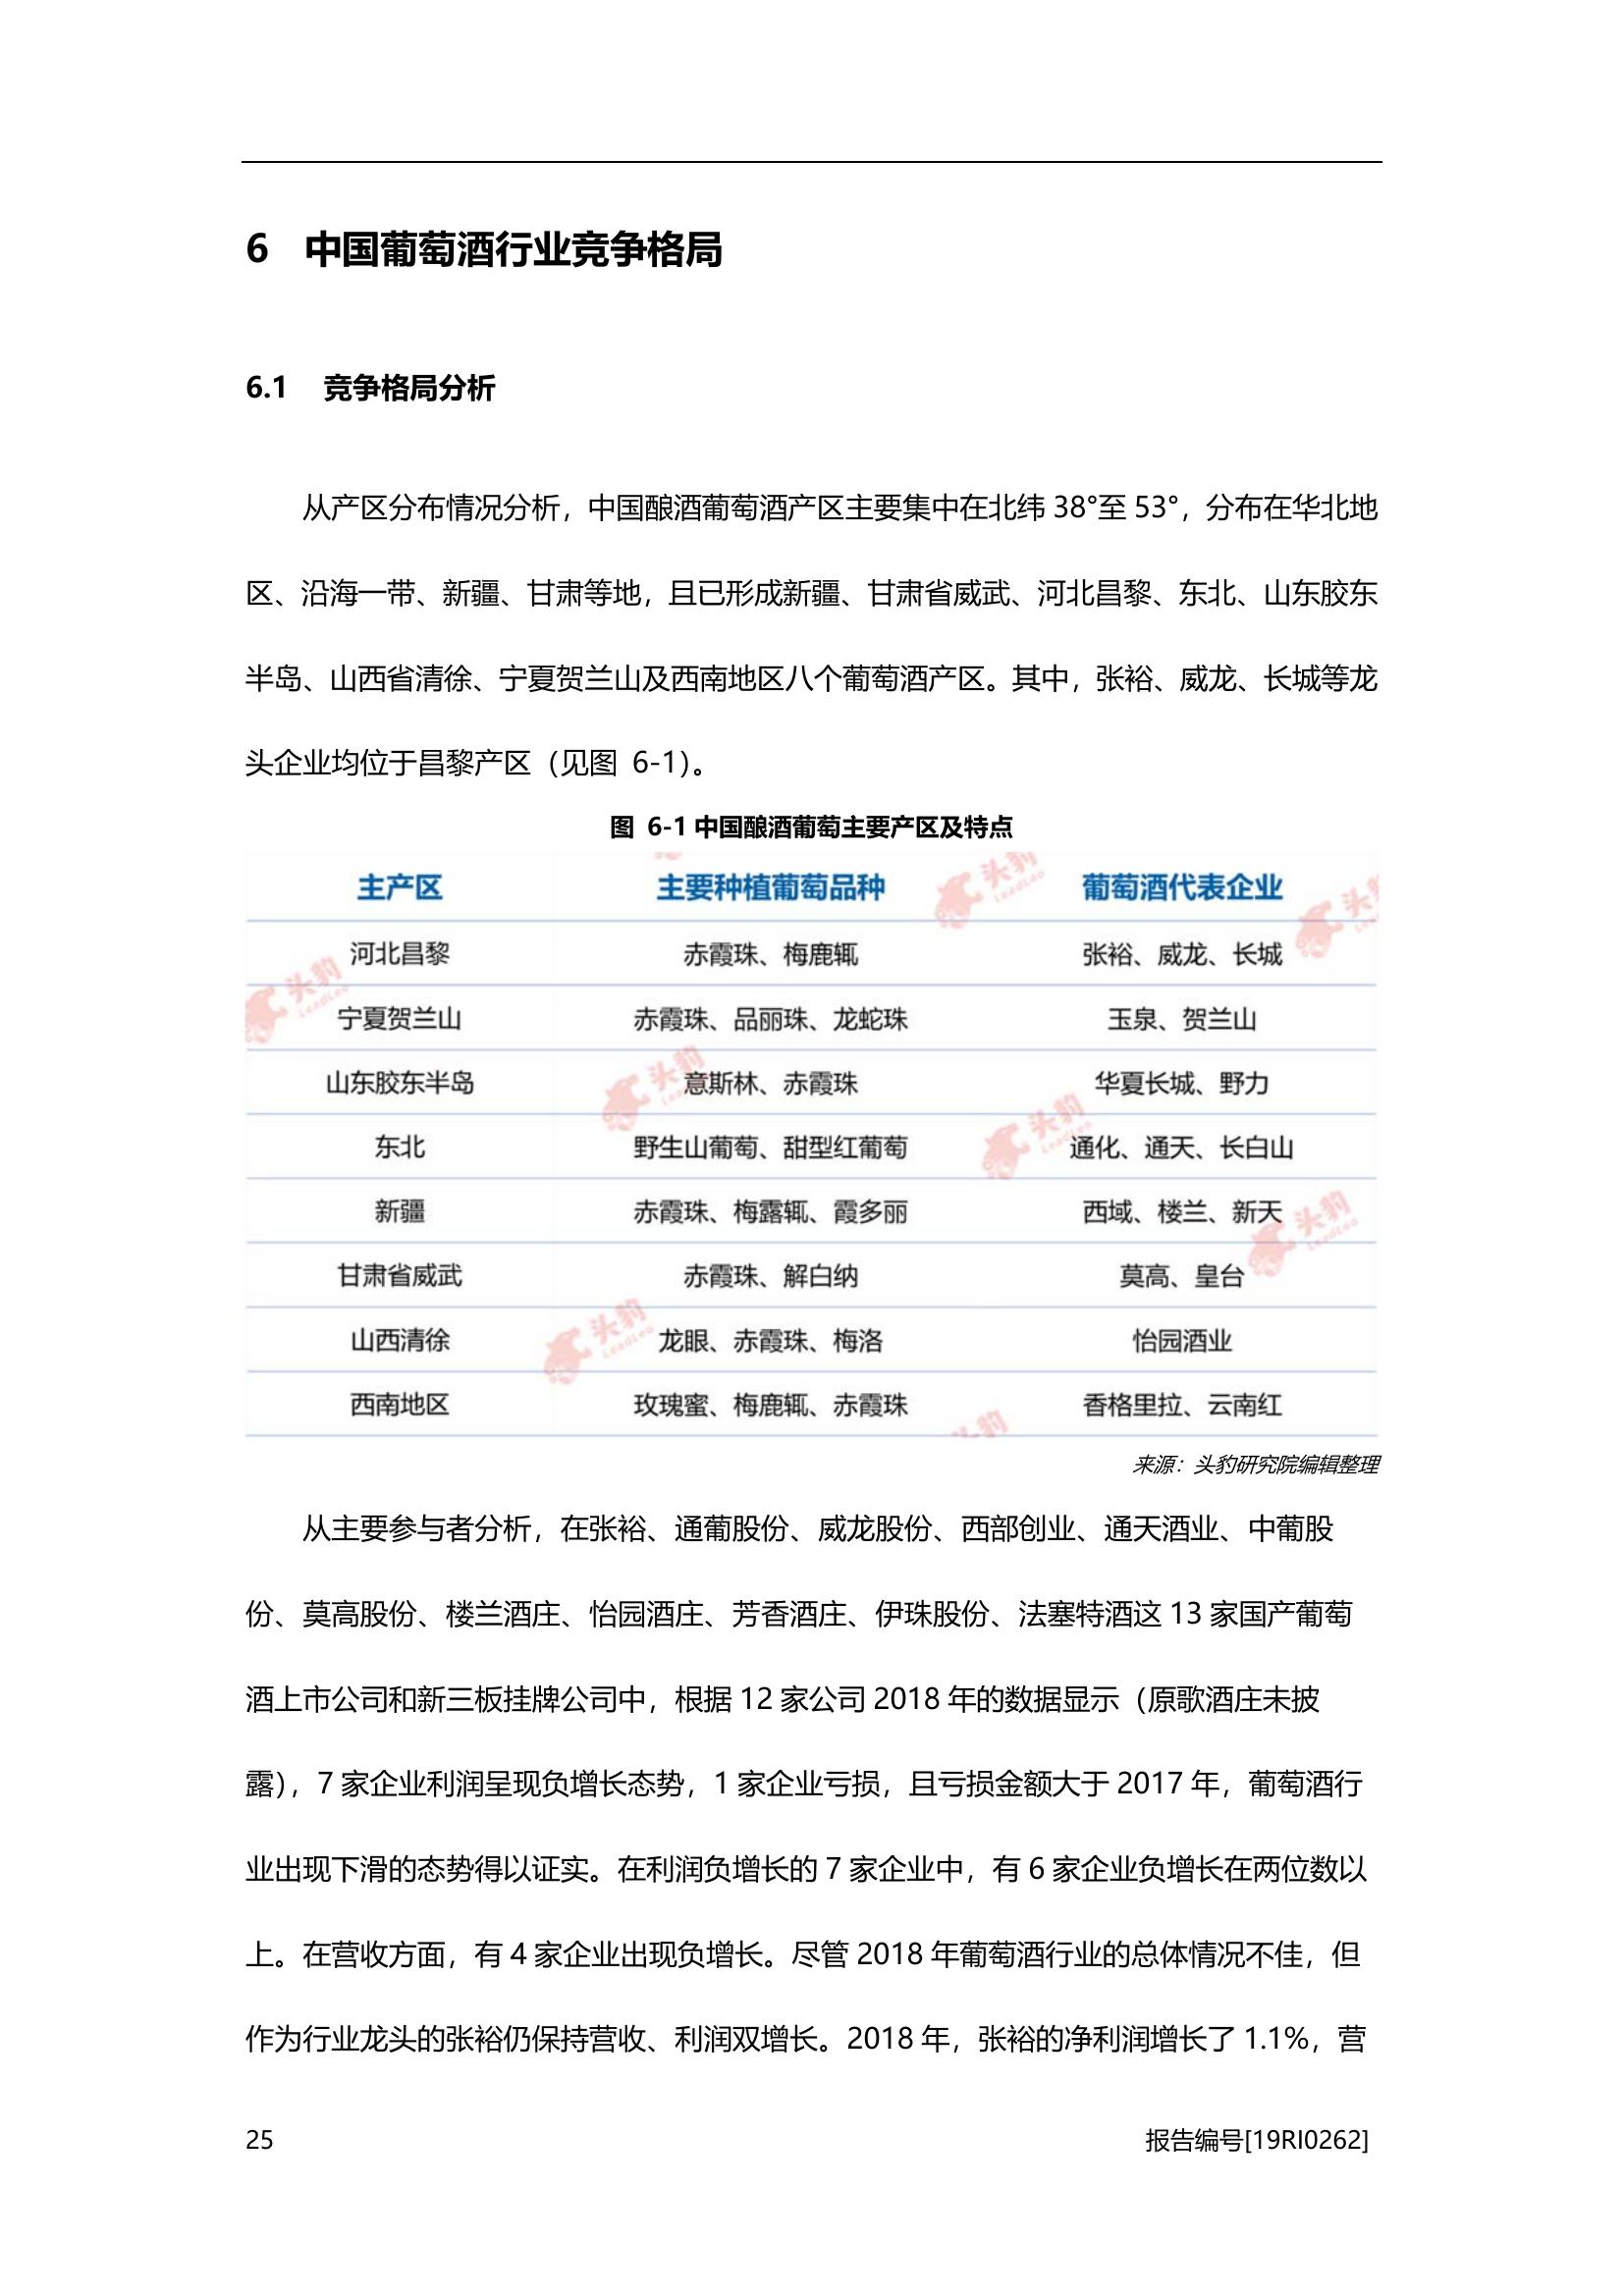 6 中国葡萄酒行业竞争格局
6.1 竞争格局分析
从产区分布情况分析，中国酿酒葡萄酒产区主要集中在北纬 38°至 53°，分布在华北地
区、沿海一带、新疆、甘肃等地，且已形成新疆、甘肃省威武、河北昌黎、东北、山东胶东
半岛、山西省清徐、宁夏贺兰山及西南地区八个葡萄酒产区。其中，张裕、威龙、长城等龙
头企业均位于昌黎产区（见图 6-1）。
图 6-1 中国酿酒葡萄主要产区及特点
主产区 主要种植葡萄品种 葡萄酒代表企业
河北昌黎 赤霞珠、梅鹿辄 张裕、威龙、长城
宁夏贺兰山 赤霞珠、品丽珠、龙蛇珠 玉泉、贺兰山
山东胶东半岛 意斯林、赤霞珠 华夏长城、野力
东北 野生山葡萄、甜型红葡萄 通化、通天、长白山
新疆 赤霞珠、梅露辄、霞多丽 西域、楼兰、新天
甘肃省威武 赤霞珠、解白纳 莫高、皇台
山西清徐 龙眼、赤霞珠、梅洛 怡园酒业
西南地区 玫瑰蜜、梅鹿辄、赤霞珠 香格里拉、云南红
头豹 LeadLeo
来源：头豹研究院编辑整理
从主要参与者分析，在张裕、通葡股份、威龙股份、西部创业、通天酒业、中葡股
份、莫高股份、楼兰酒庄、怡园酒庄、芳香酒庄、伊珠股份、法塞特酒这 13 家国产葡萄
酒上市公司和新三板挂牌公司中，根据 12 家公司 2018 年的数据显示（原歌酒庄未披
露），7 家企业利润呈现负增长态势，1 家企业亏损，且亏损金额大于 2017 年，葡萄酒行
业出现下滑的态势得以证实。在利润负增长的 7 家企业中，有 6 家企业负增长在两位数以
上。在营收方面，有 4 家企业出现负增长。尽管 2018 年葡萄酒行业的总体情况不佳，但
作为行业龙头的张裕仍保持营收、利润双增长。2018 年，张裕的净利润增长了 1.1%，营
25 报告编号[19RI0262]